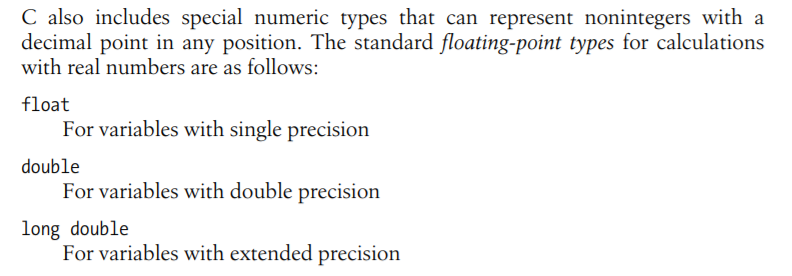 C also includes special numeric types that can represent nonintegers with a
decimal point in any position. The standard floating-point types for calculations
with real numbers are as follows:
float
For variables with single precision
double
For variables with double precision
long double
For variables with extended precision